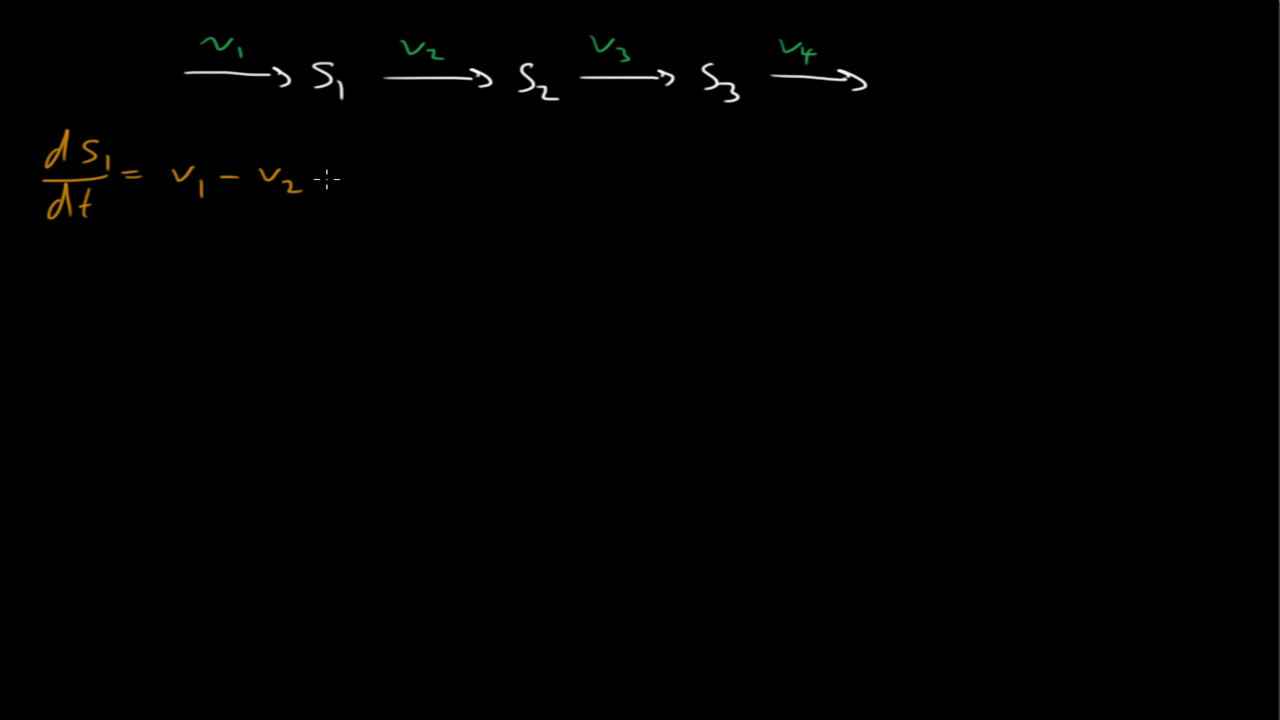 v₁ v₂ v₃ v₄
→ S₁ → S₂ → S₃ →
dS₁/dt = v₁ - v₂